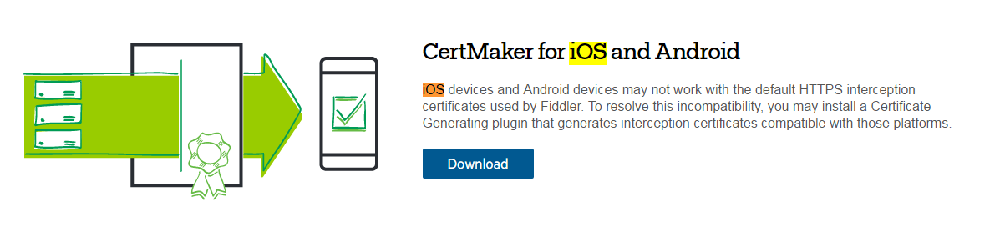 CertMaker for iOS and Android
iOS devices and Android devices may not work with the default HTTPS interception
certificates used by Fiddler. To resolve this incompatibility, you may install a Certificate
Generating plugin that generates interception certificates compatible with those platforms.
Download